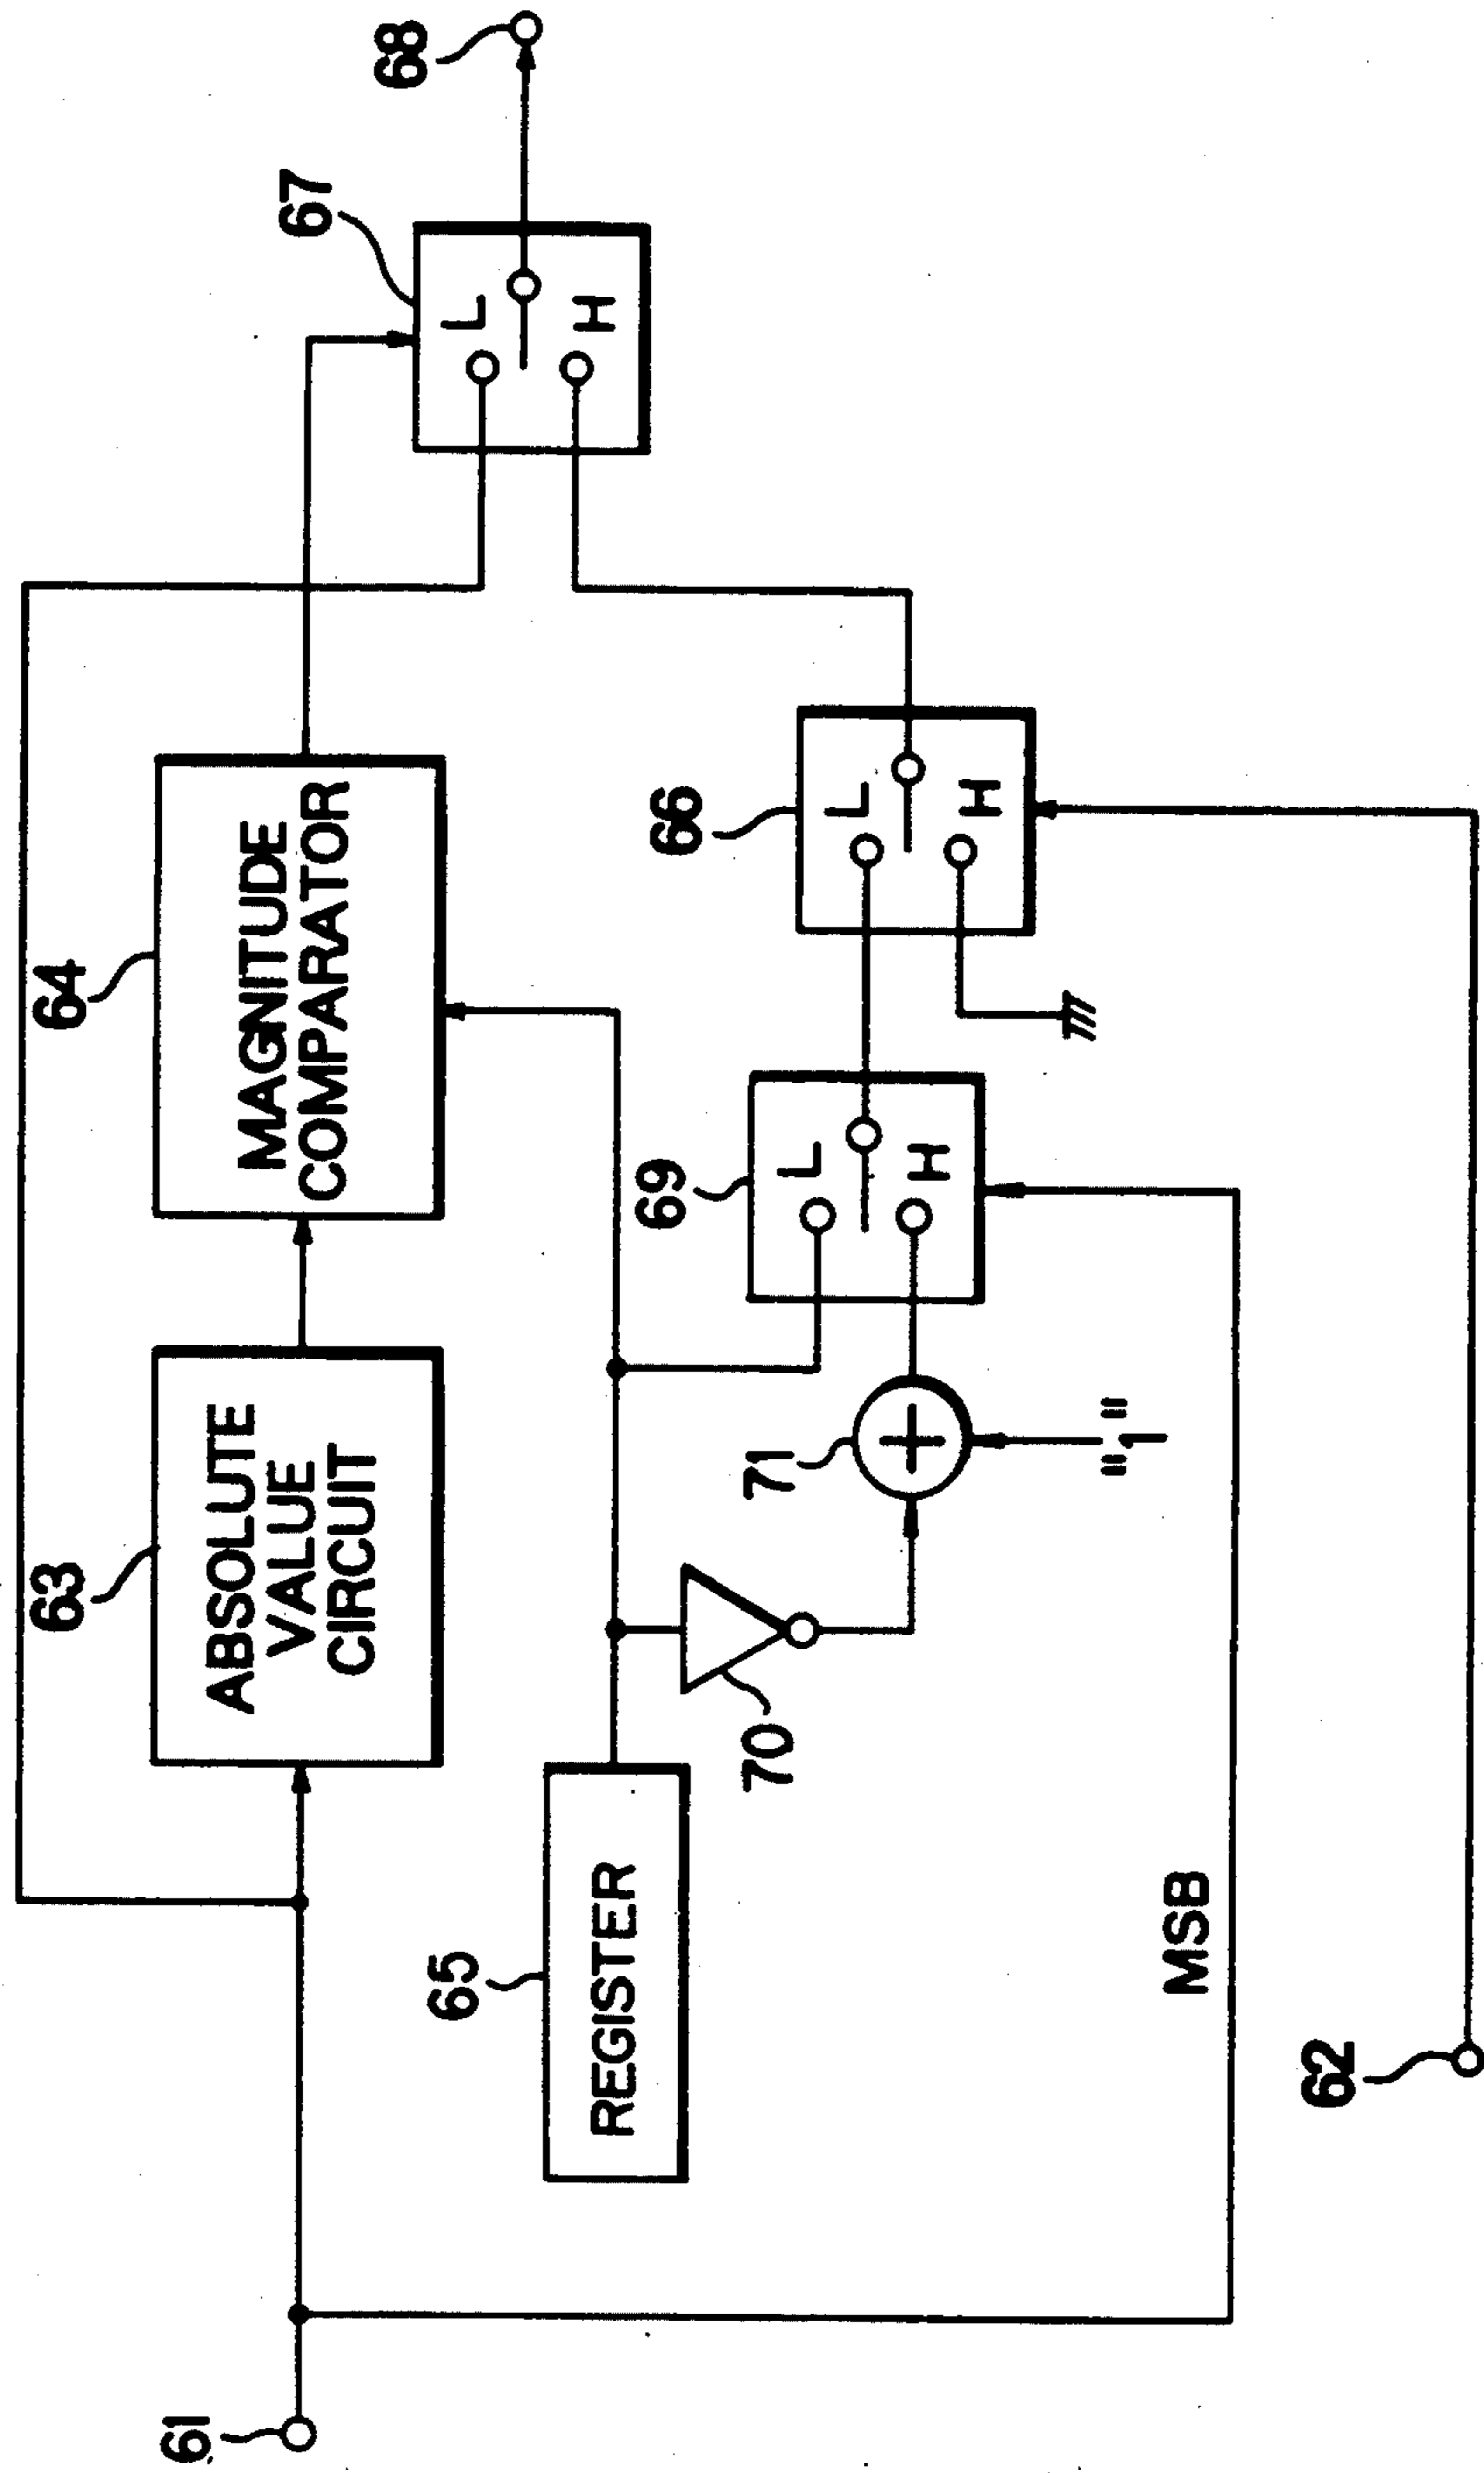 61
63
ABSOLUTE
VALUE
CIRCUIT
64
MAGNITUDE
COMPARATOR
67
L
H
68
65
REGISTER
70
71
"1"
69
L
H
66
L
H
MSB
62